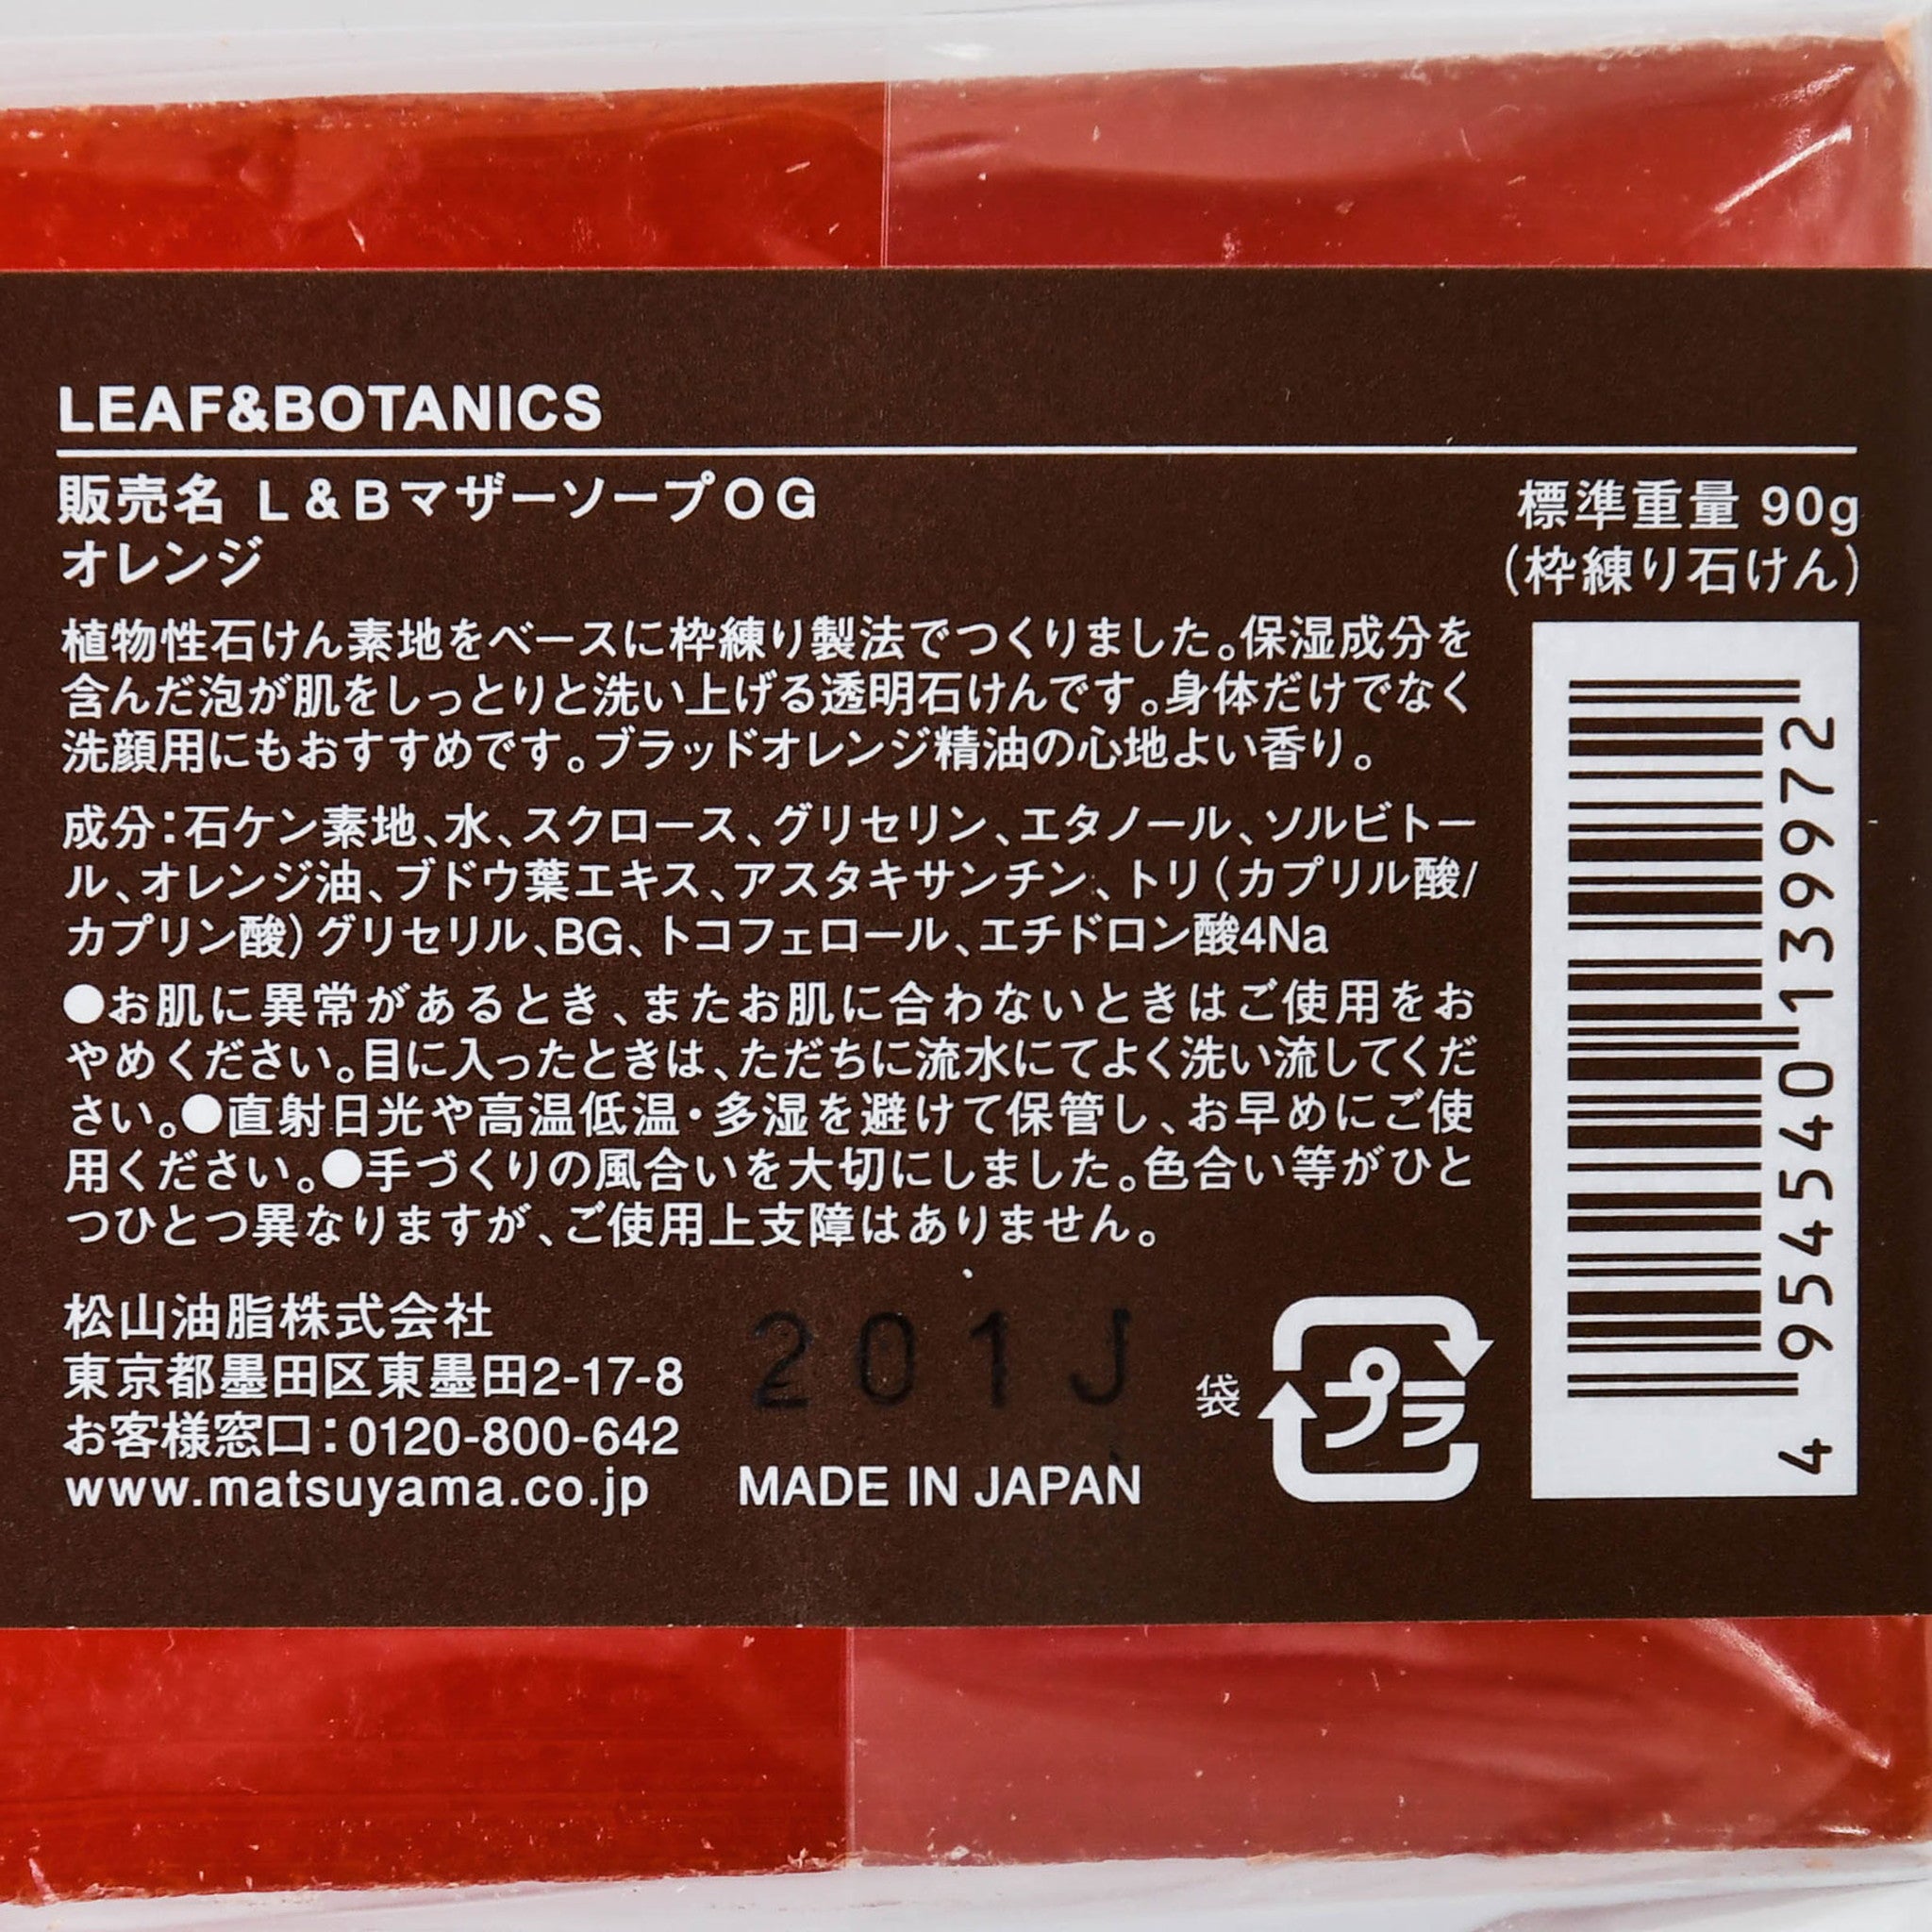 LEAF&BOTANICS
販売名 L&BマザーソープOG
オレンジ
標準重量 90g
(枠練り石けん)
植物性石けん素地をベースに枠練り製法でつくりました。保湿成分を
含んだ泡が肌をしっとりと洗い上げる透明石けんです。身体だけでなく
洗顔用にもおすすめです。ブラッドオレンジ精油の心地よい香り。
成分:石ケン素地、水、スクロース、グリセリン、エタノール、ソルビトー
ル、オレンジ油、ブドウ葉エキス、アスタキサンチン、トリ(カプリル酸/
カプリン酸)グリセリル、BG、トコフェロール、エチドロン酸4Na
●お肌に異常があるとき、またお肌に合わないときはご使用をお
やめください。目に入ったときは、ただちに流水にてよく洗い流してくだ
さい。●直射日光や高温低温・多湿を避けて保管し、お早めにご使
用ください。●手づくりの風合いを大切にしました。色合い等がひと
つひとつ異なりますが、ご使用上支障はありません。
松山油脂株式会社
東京都墨田区東墨田2-17-8
お客様窓口:0120-800-642
www.matsuyama.co.jp
201J
MADE IN JAPAN
袋
プラ
4 954540 139972